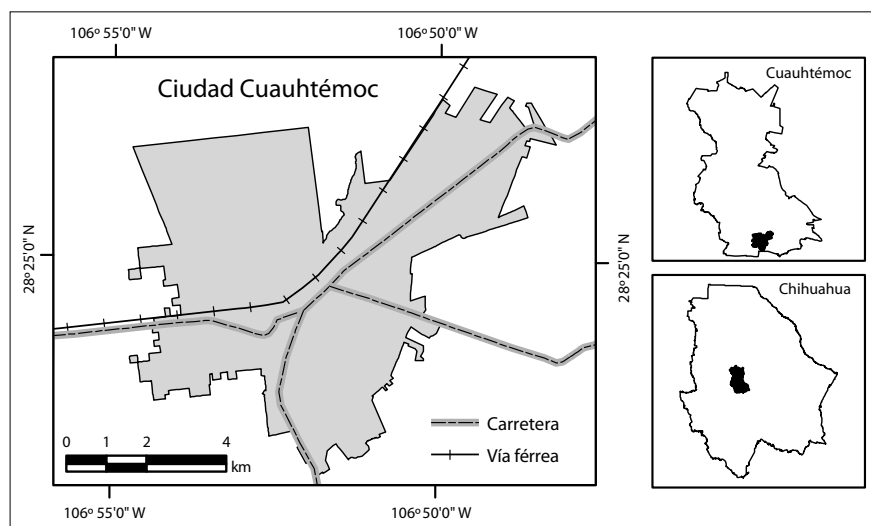 106º 55'0" W
106º 50'0" W
Ciudad Cuauhtémoc
Cuauhtémoc
28º 25'0" N
28º 25'0" N
Chihuahua
Carretera
Vía férrea
0 1 2 4
km
106º 55'0" W
106º 50'0" W